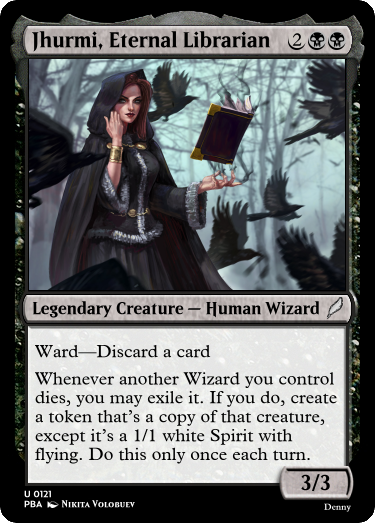 Jhurmi, Eternal Librarian 2
Legendary Creature — Human Wizard
Ward—Discard a card
Whenever another Wizard you control
dies, you may exile it. If you do, create
a token that's a copy of that creature,
except it's a 1/1 white Spirit with
flying. Do this only once each turn.
3/3
U 0121
PBA Nikita Volobuev
Denny